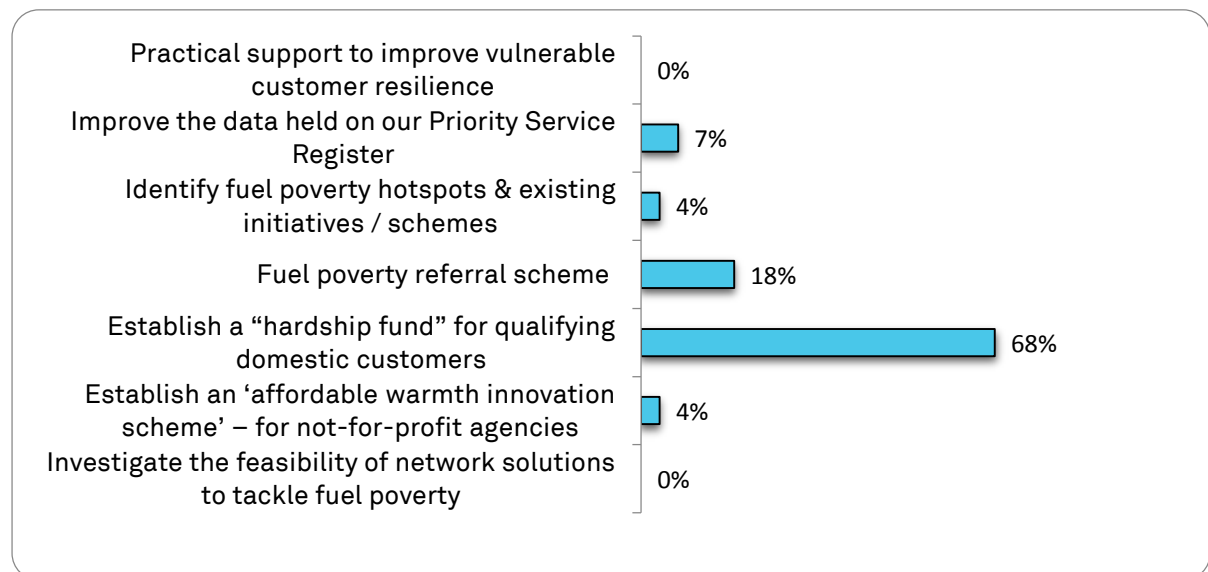 Practical support to improve vulnerable
customer resilience
0%
Improve the data held on our Priority Service
Register
7%
Identify fuel poverty hotspots & existing
initiatives / schemes
4%
Fuel poverty referral scheme
18%
Establish a “hardship fund” for qualifying
domestic customers
68%
Establish an ‘affordable warmth innovation
scheme’ – for not-for-profit agencies
4%
Investigate the feasibility of network solutions
to tackle fuel poverty
0%